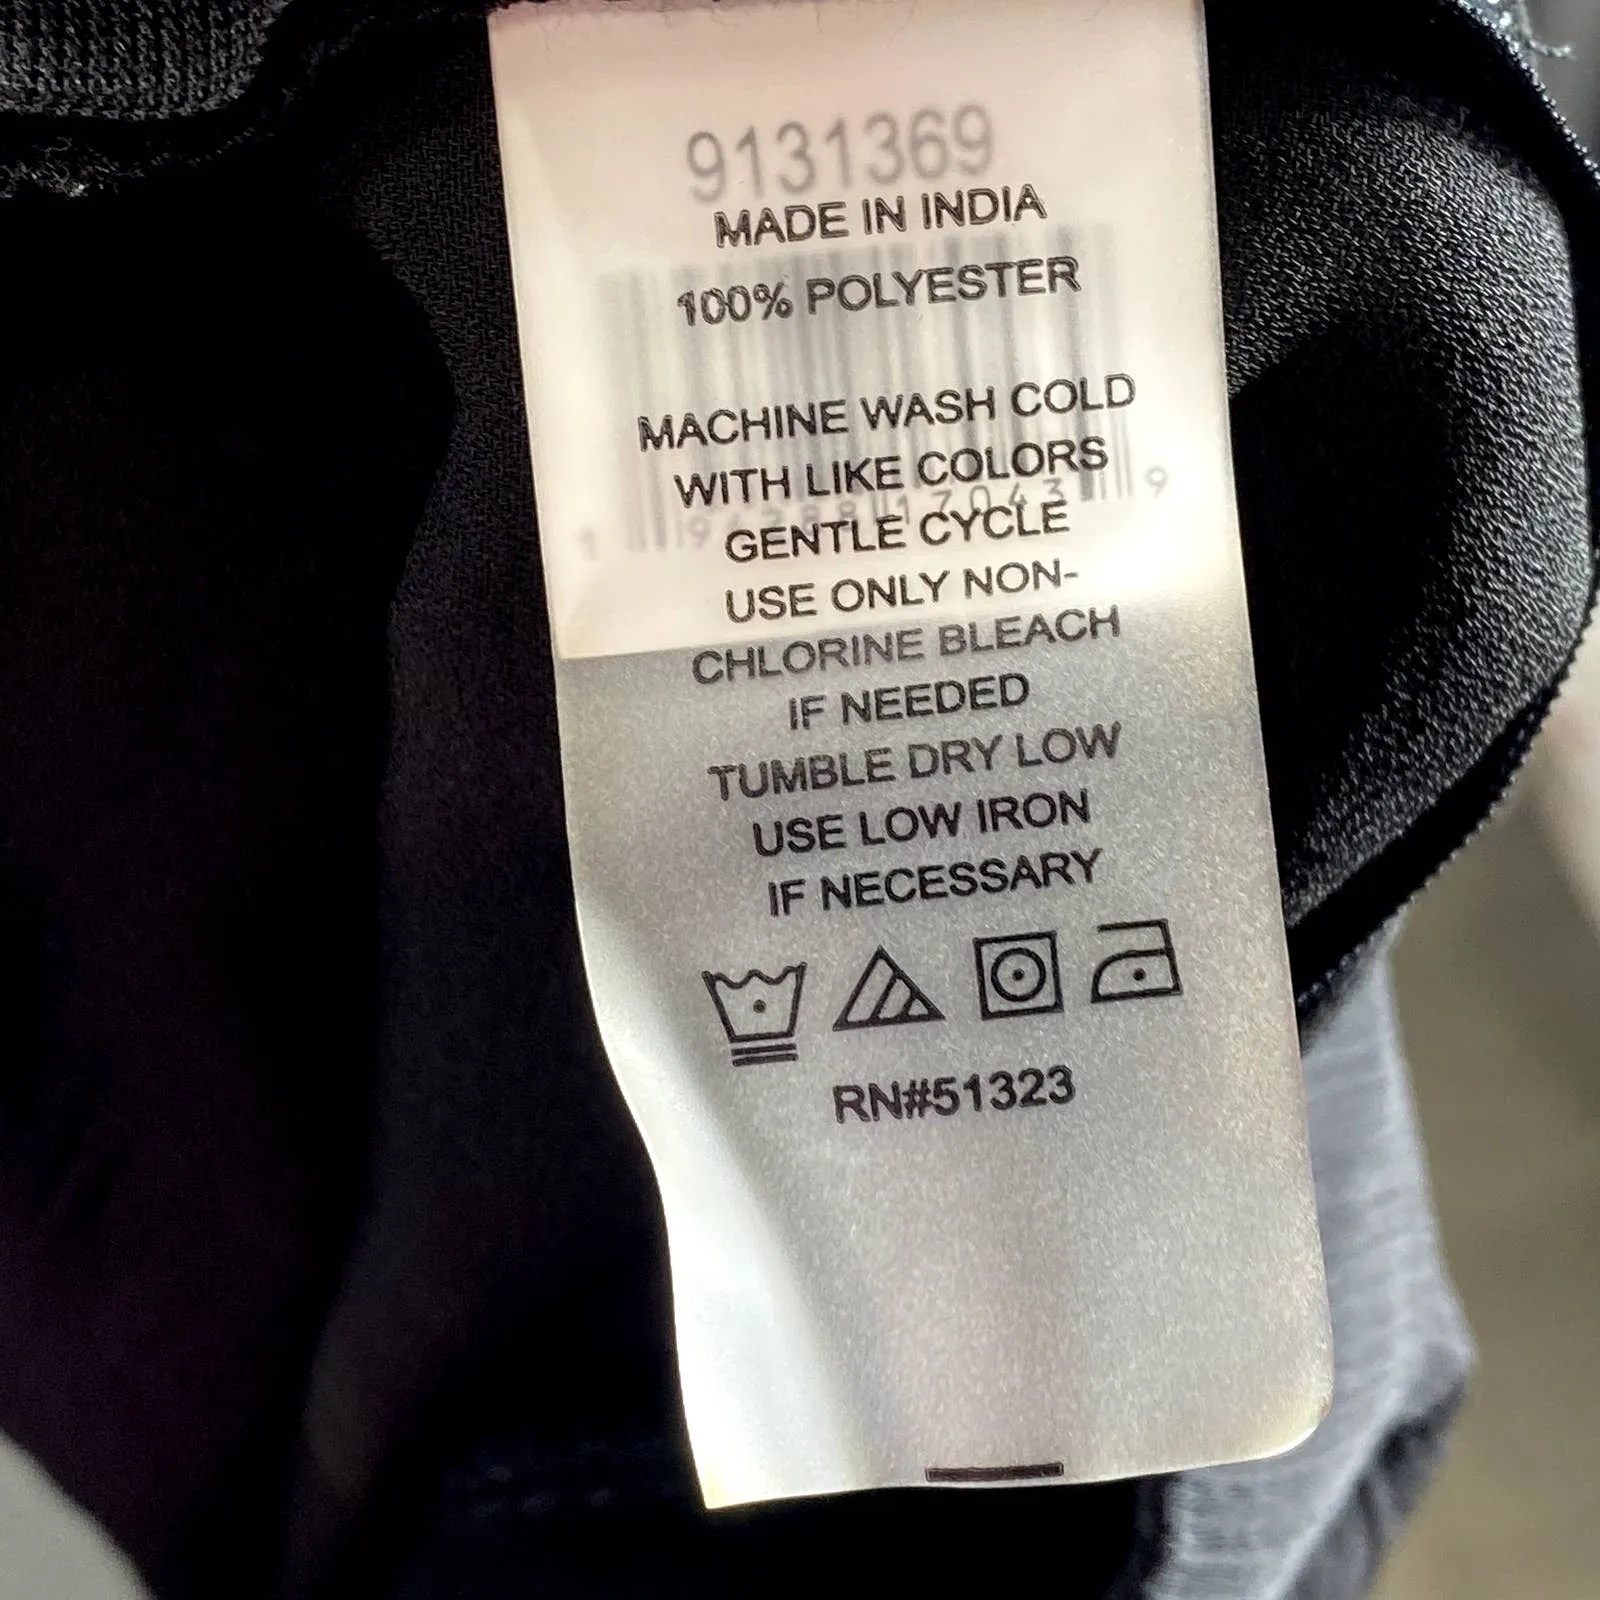 9131369
MADE IN INDIA
100% POLYESTER
MACHINE WASH COLD
WITH LIKE COLORS
GENTLE CYCLE
USE ONLY NON-
CHLORINE BLEACH
IF NEEDED
TUMBLE DRY LOW
USE LOW IRON
IF NECESSARY
RN#51323